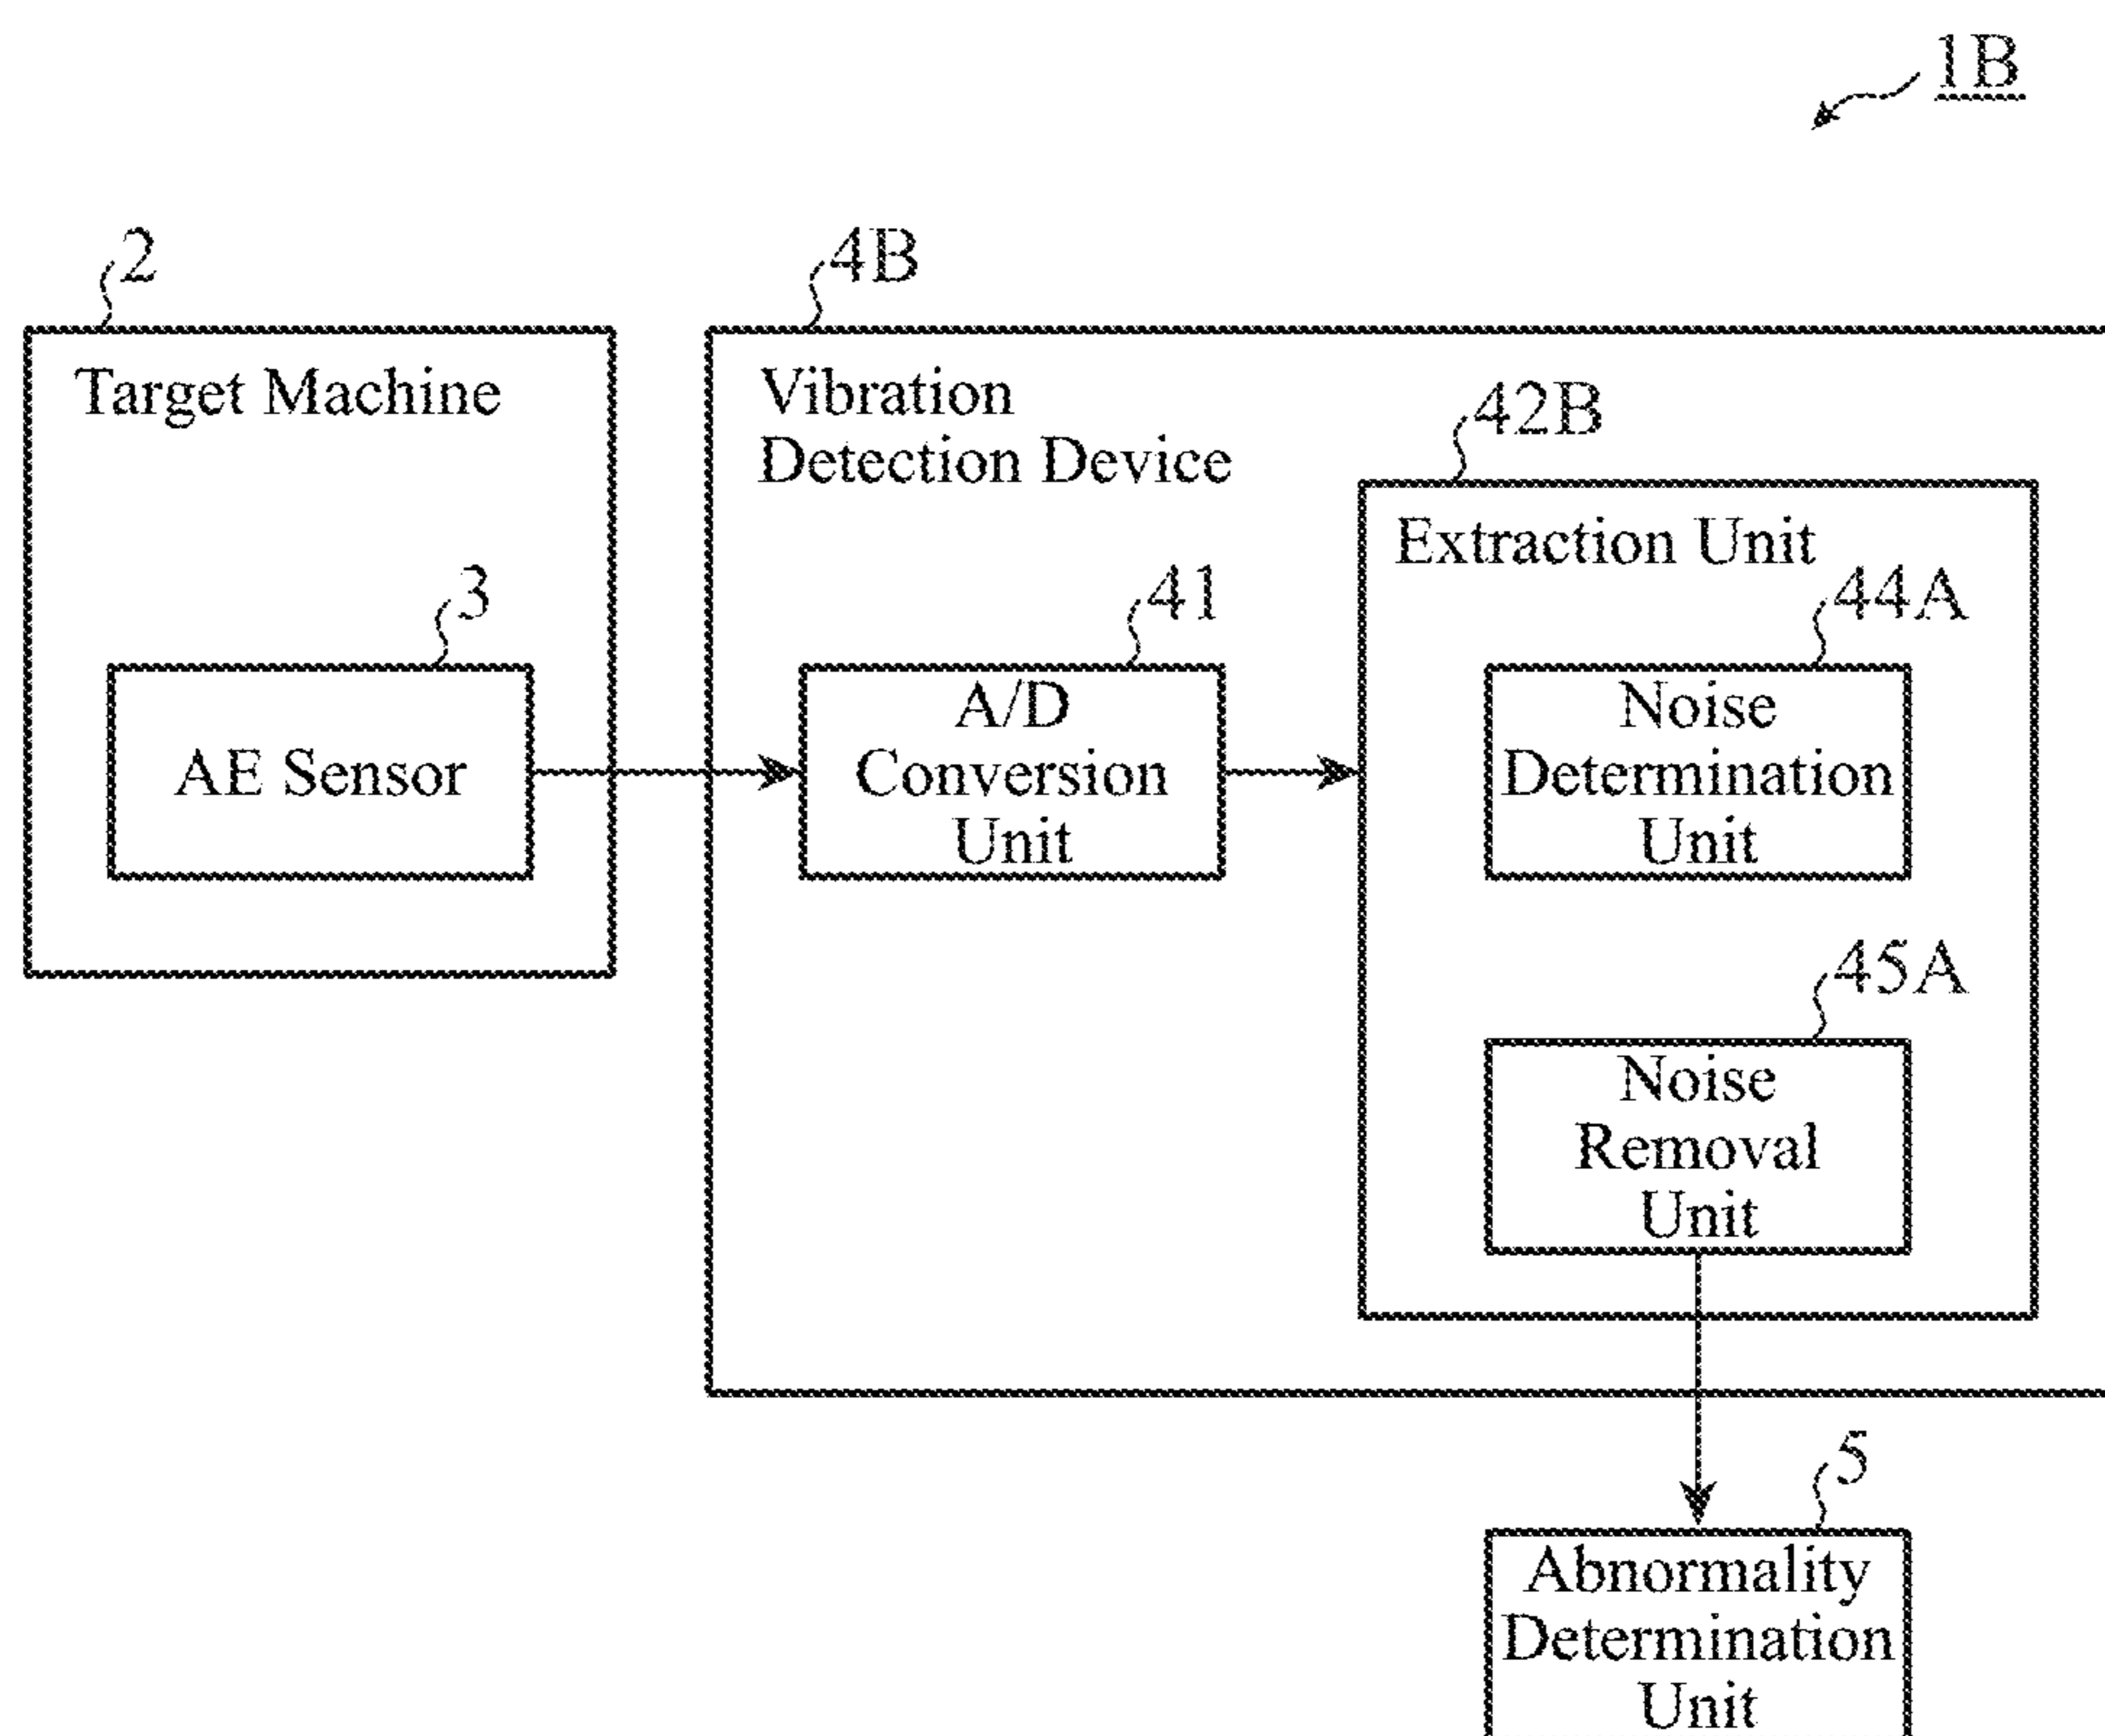 1B
2
4B
Target Machine
Vibration
Detection Device
42B
Extraction Unit
3
41
44A
AE Sensor
A/D
Conversion
Unit
Noise
Determination
Unit
45A
Noise
Removal
Unit
5
Abnormality
Determination
Unit